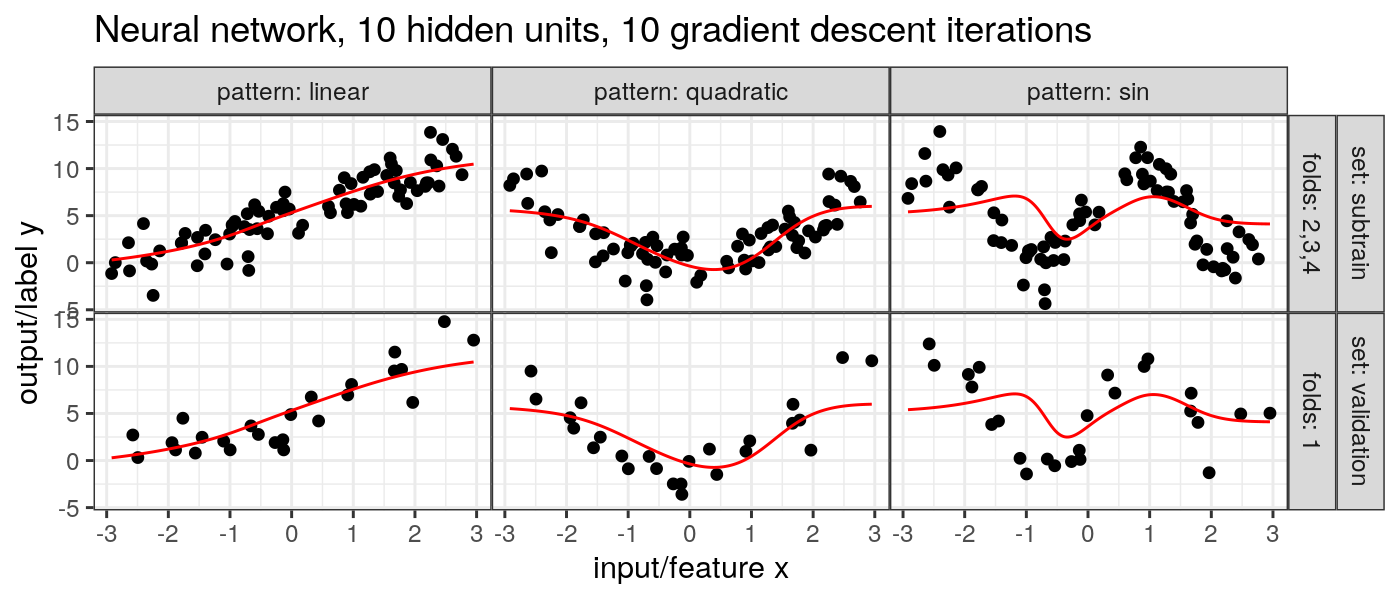 Neural network, 10 hidden units, 10 gradient descent iterations
pattern: linear
pattern: quadratic
pattern: sin
output/label y
15
10
5
0
-5
folds: 2,3,4
set: subtrain
15
10
5
0
-5
folds: 1
set: validation
-3 -2 -1 0 1 2 3
-3 -2 -1 0 1 2 3
-3 -2 -1 0 1 2 3
input/feature x